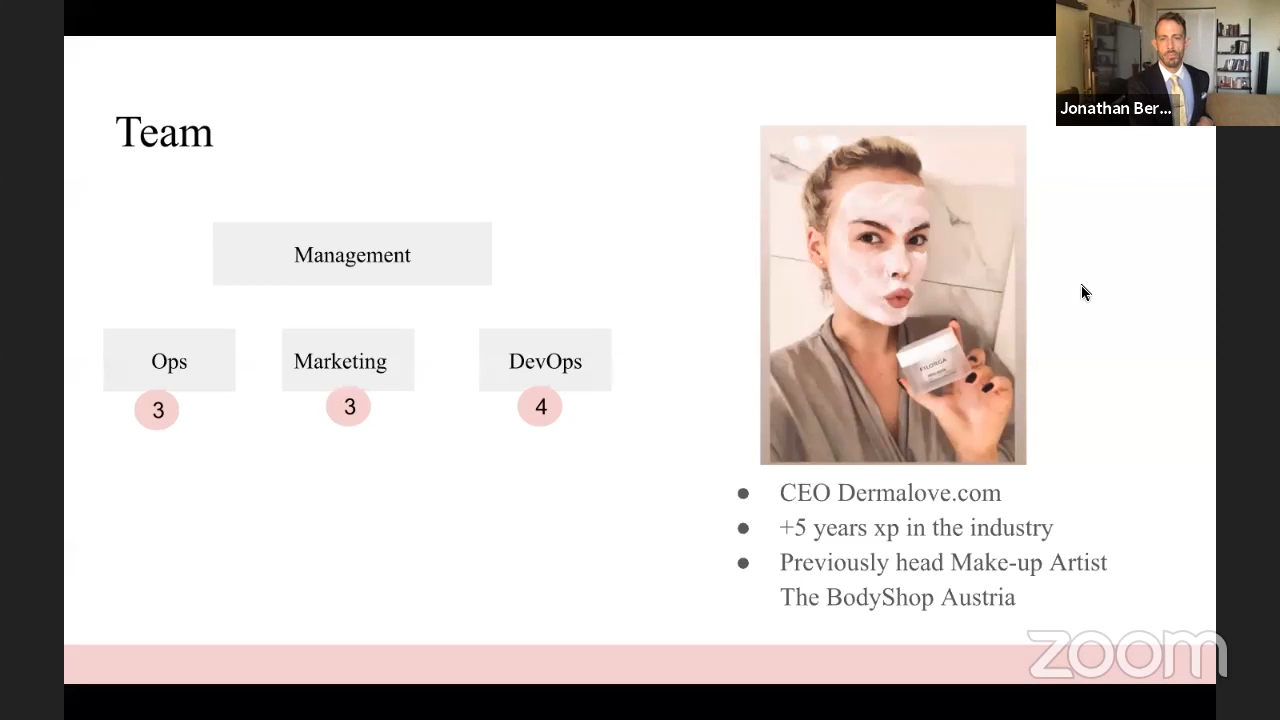 Team
Jonathan Ber...
Management
Ops
Marketing
DevOps
3
3
4
FILORGA
● CEO Dermalove.com
● +5 years xp in the industry
● Previously head Make-up Artist
The BodyShop Austria
zoom